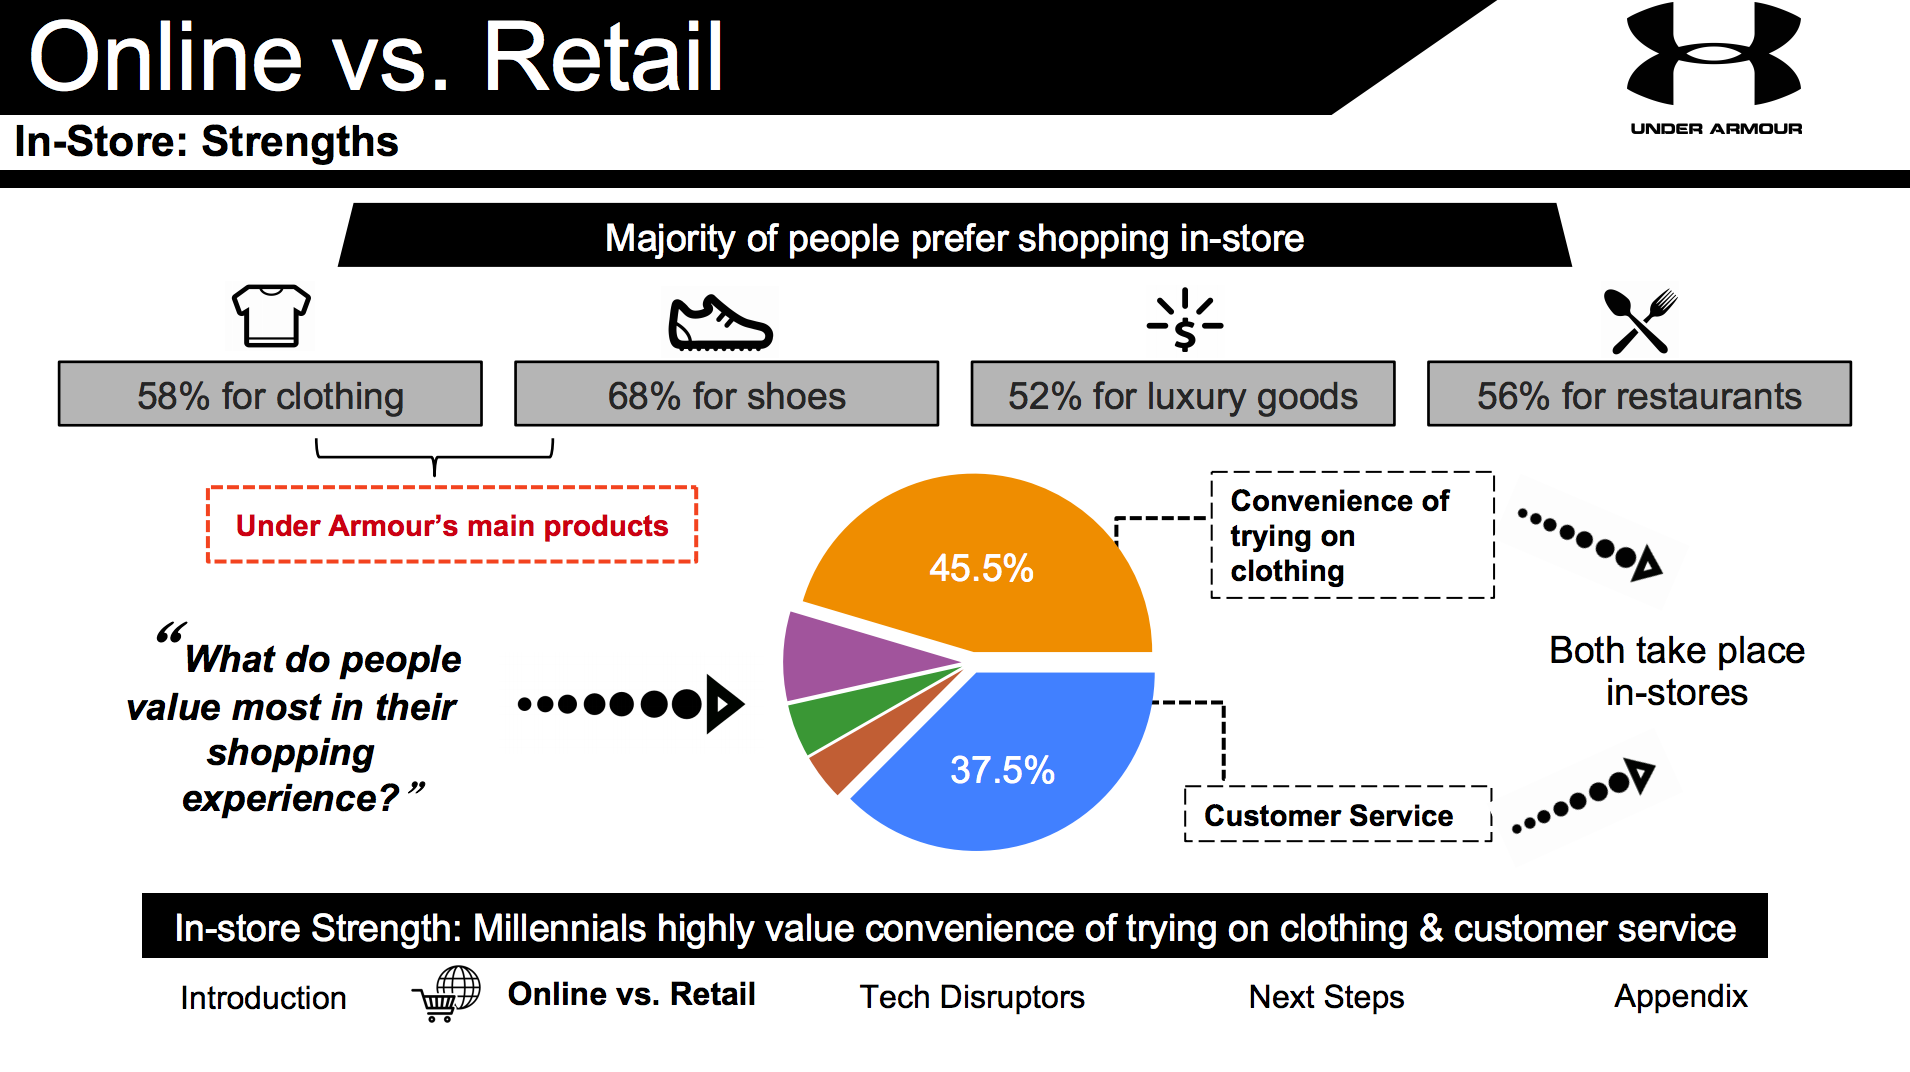 Online vs. Retail
UNDER ARMOUR
In-Store: Strengths
Majority of people prefer shopping in-store
$
58% for clothing
68% for shoes
52% for luxury goods
56% for restaurants
Under Armour’s main products
45.5%
Convenience of
trying on
clothing
“What do people
value most in their
shopping
experience?”
Both take place
in-stores
37.5%
Customer Service
In-store Strength: Millennials highly value convenience of trying on clothing & customer service
Introduction
Online vs. Retail
Tech Disruptors
Next Steps
Appendix